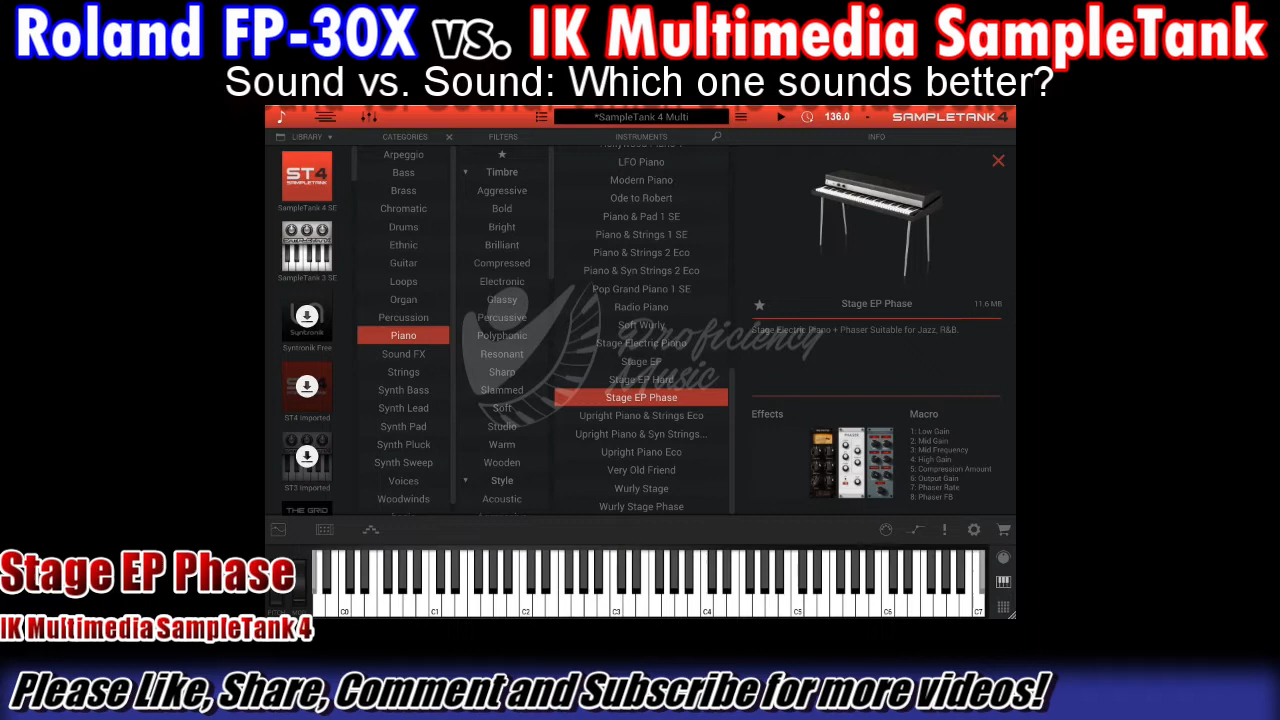 Roland FP-30X vs. IK Multimedia SampleTank
Sound vs. Sound: Which one sounds better?
*SampleTank 4 Multi
136.0
SAMPLETANK 4
LIBRARY
CATEGORIES
FILTERS
INSTRUMENTS
INFO
ST4
SAMPLETANK
SampleTank 4 SE
SampleTank 3 SE
Syntronik
Syntronik Free
ST4 Imported
ST3 Imported
THE GRID
Arpeggio
Bass
Brass
Chromatic
Drums
Ethnic
Guitar
Loops
Organ
Percussion
Piano
Sound FX
Strings
Synth Bass
Synth Lead
Synth Pad
Synth Pluck
Synth Sweep
Voices
Woodwinds
Timbre
Aggressive
Bold
Bright
Brilliant
Compressed
Electronic
Glassy
Percussive
Polyphonic
Resonant
Sharp
Slammed
Soft
Studio
Warm
Wooden
Style
Acoustic
LFO Piano
Modern Piano
Ode to Robert
Piano & Pad 1 SE
Piano & Strings 1 SE
Piano & Strings 2 Eco
Piano & Syn Strings 2 Eco
Pop Grand Piano 1 SE
Radio Piano
Soft Wurly
Stage Electric Piano
Stage EP
Stage EP Hard
Stage EP Phase
Upright Piano & Strings Eco
Upright Piano & Syn Strings...
Upright Piano Eco
Very Old Friend
Wurly Stage
Wurly Stage Phase
Stage EP Phase
11.6 MB
Stage Electric Piano + Phaser Suitable for Jazz, R&B.
Effects
Macro
1: Low Gain
2: Mid Gain
3: Mid Frequency
4: High Gain
5: Compression Amount
6: Output Gain
7: Phaser Rate
8: Phaser FB
Proficiency
Music
PITCH
C0
C1
C2
C3
C4
C5
C6
C7
Stage EP Phase
IK Multimedia SampleTank 4
Please Like, Share, Comment and Subscribe for more videos!